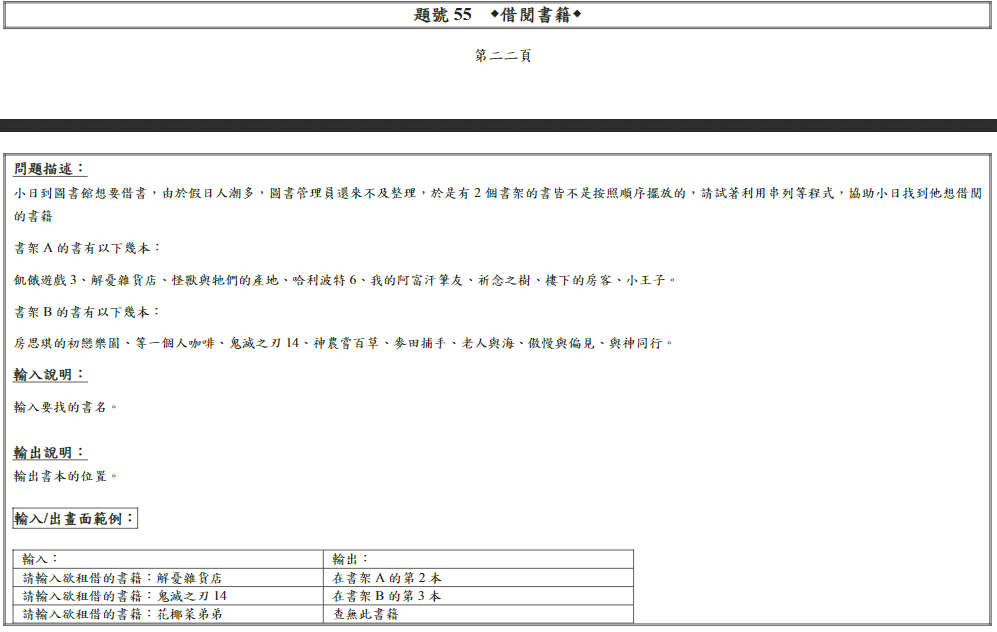 題號 55 ◆借閱書籍◆
第二二頁
問題描述：
小日到圖書館想要借書，由於假日人潮多，圖書管理員還來不及整理，於是有 2 個書架的書皆不是按照順序擺放的，請試著利用串列等程式，協助小日找到他想借閱
的書籍
書架 A 的書有以下幾本：
飢餓遊戲 3、解憂雜貨店、怪獸與牠們的產地、哈利波特 6、我的阿富汗筆友、祈念之樹、樓下的房客、小王子。
書架 B 的書有以下幾本：
房思琪的初戀樂園、等一個人咖啡、鬼滅之刃 14、神農嘗百草、麥田捕手、老人與海、傲慢與偏見、與神同行。
輸入說明：
輸入要找的書名。
輸出說明：
輸出書本的位置。
輸入/出畫面範例：
輸入： 輸出：
請輸入欲租借的書籍：解憂雜貨店 在書架 A 的第 2 本
請輸入欲租借的書籍：鬼滅之刃 14 在書架 B 的第 3 本
請輸入欲租借的書籍：花椰菜弟弟 查無此書籍